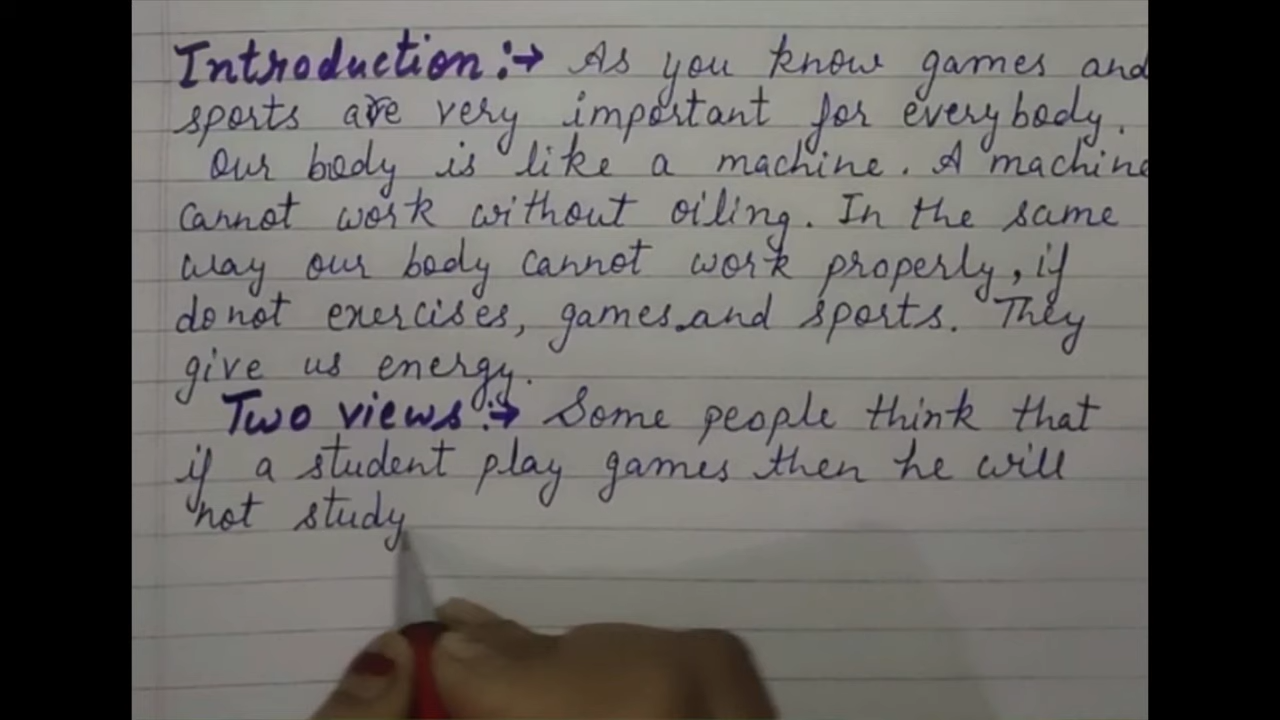 Introduction :→ As you know games and
sports are very important for everybody.
Our body is like a machine. A machine
cannot work without oiling. In the same
way our body cannot work properly, if
do not exercises, games and sports. They
give us energy.
Two views :→ Some people think that
if a student play games then he will
not study